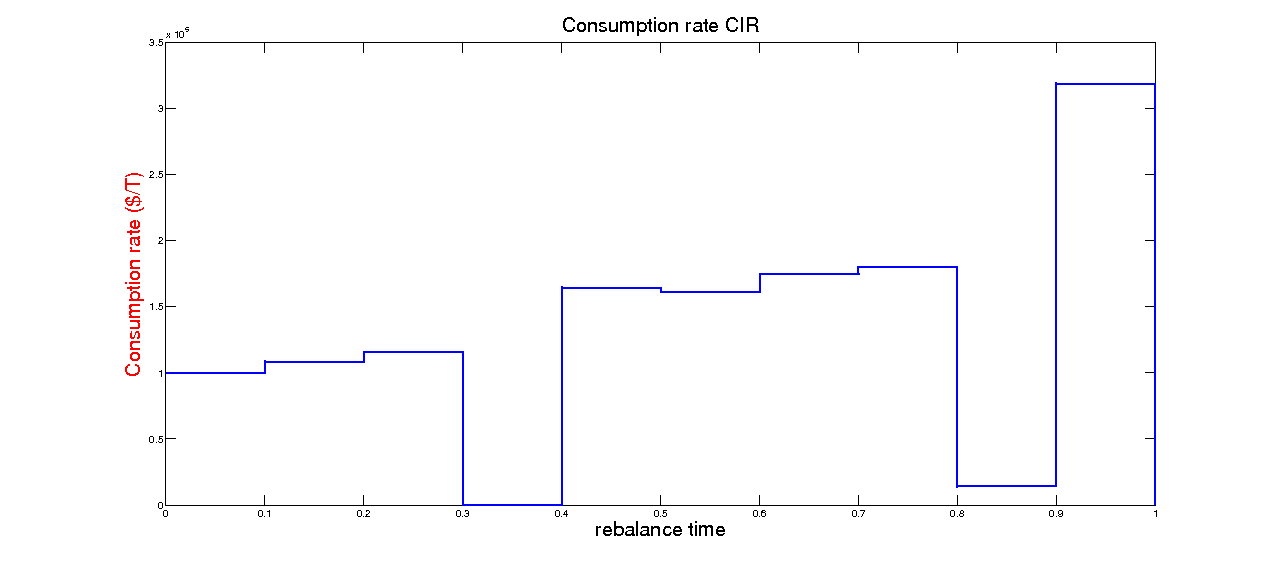 Consumption rate CIR
x 10^5
3.5
3
2.5
2
1.5
1
0.5
0
Consumption rate ($/T)
0 0.1 0.2 0.3 0.4 0.5 0.6 0.7 0.8 0.9 1
rebalance time